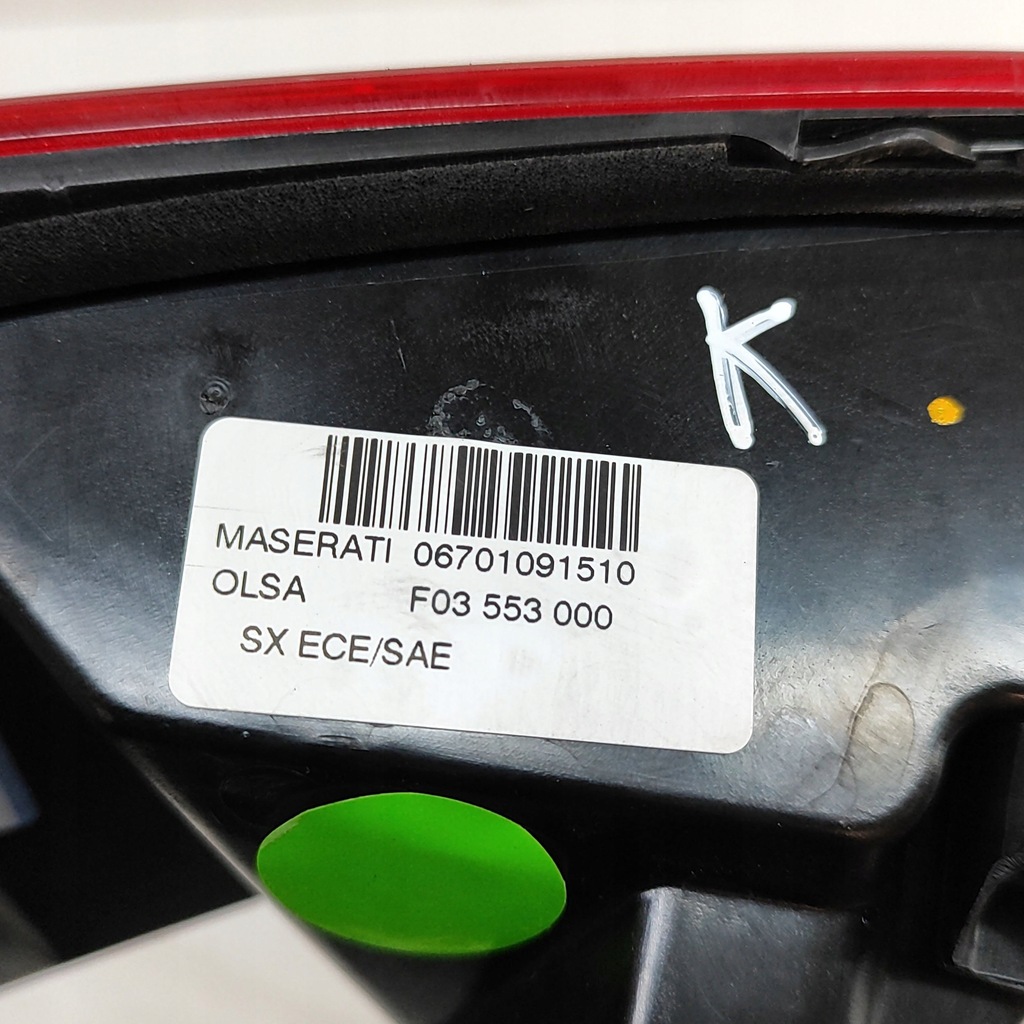 K
MASERATI 06701091510
OLSA F03 553 000
SX ECE/SAE